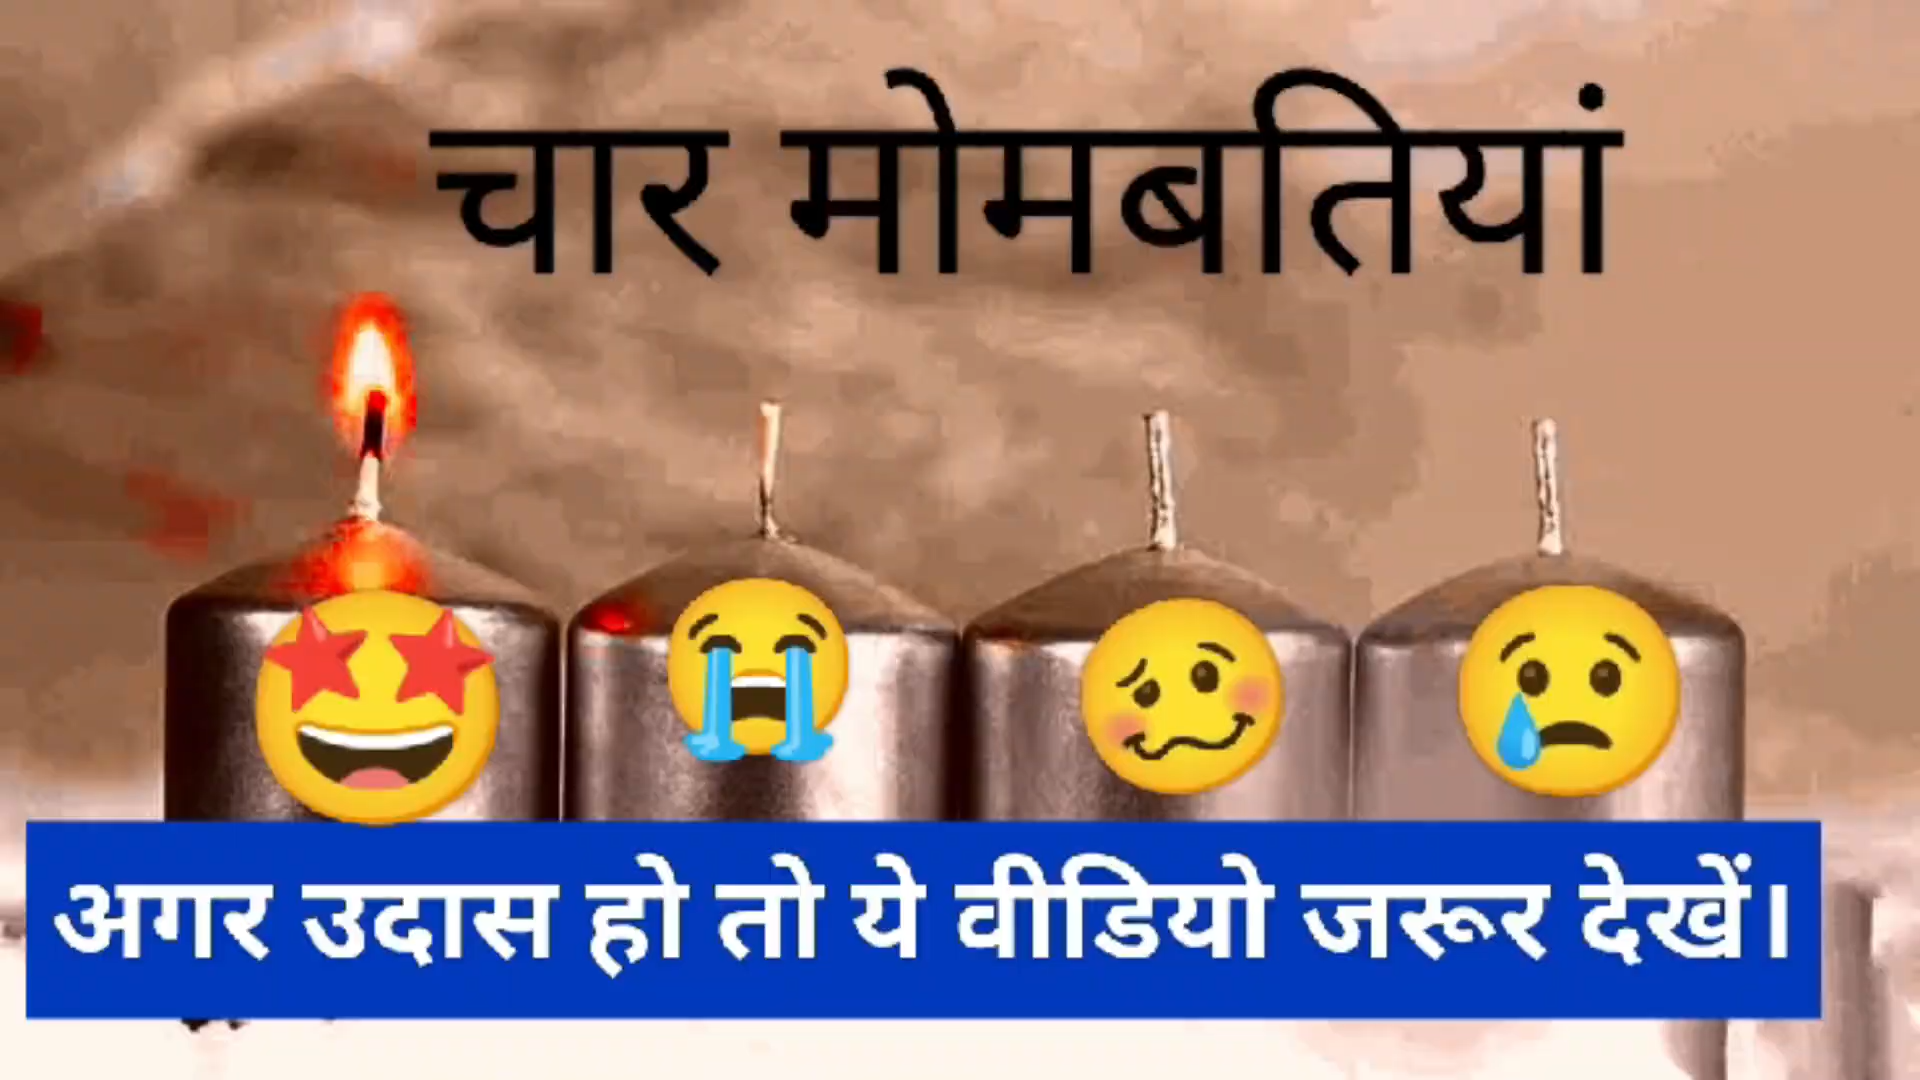 चार मोमबतियां
अगर उदास हो तो ये वीडियो जरूर देखें।